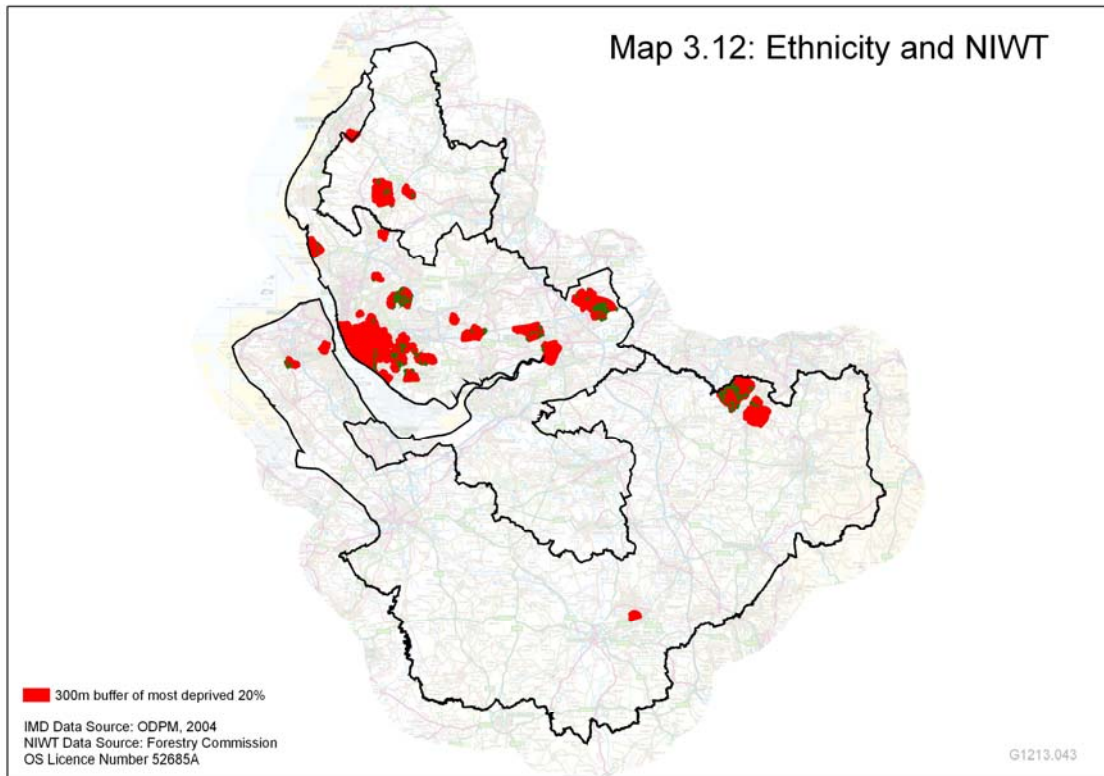 Map 3.12: Ethnicity and NIWT
300m buffer of most deprived 20%
IMD Data Source: ODPM, 2004
NIWT Data Source: Forestry Commission
OS Licence Number 52685A
G1213.043